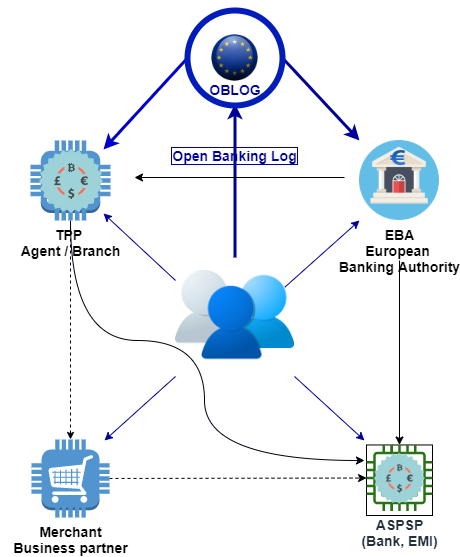 OBLOG
Open Banking Log
TPP
Agent / Branch
EBA
European
Banking Authority
Merchant
Business partner
ASPSP
(Bank, EMI)